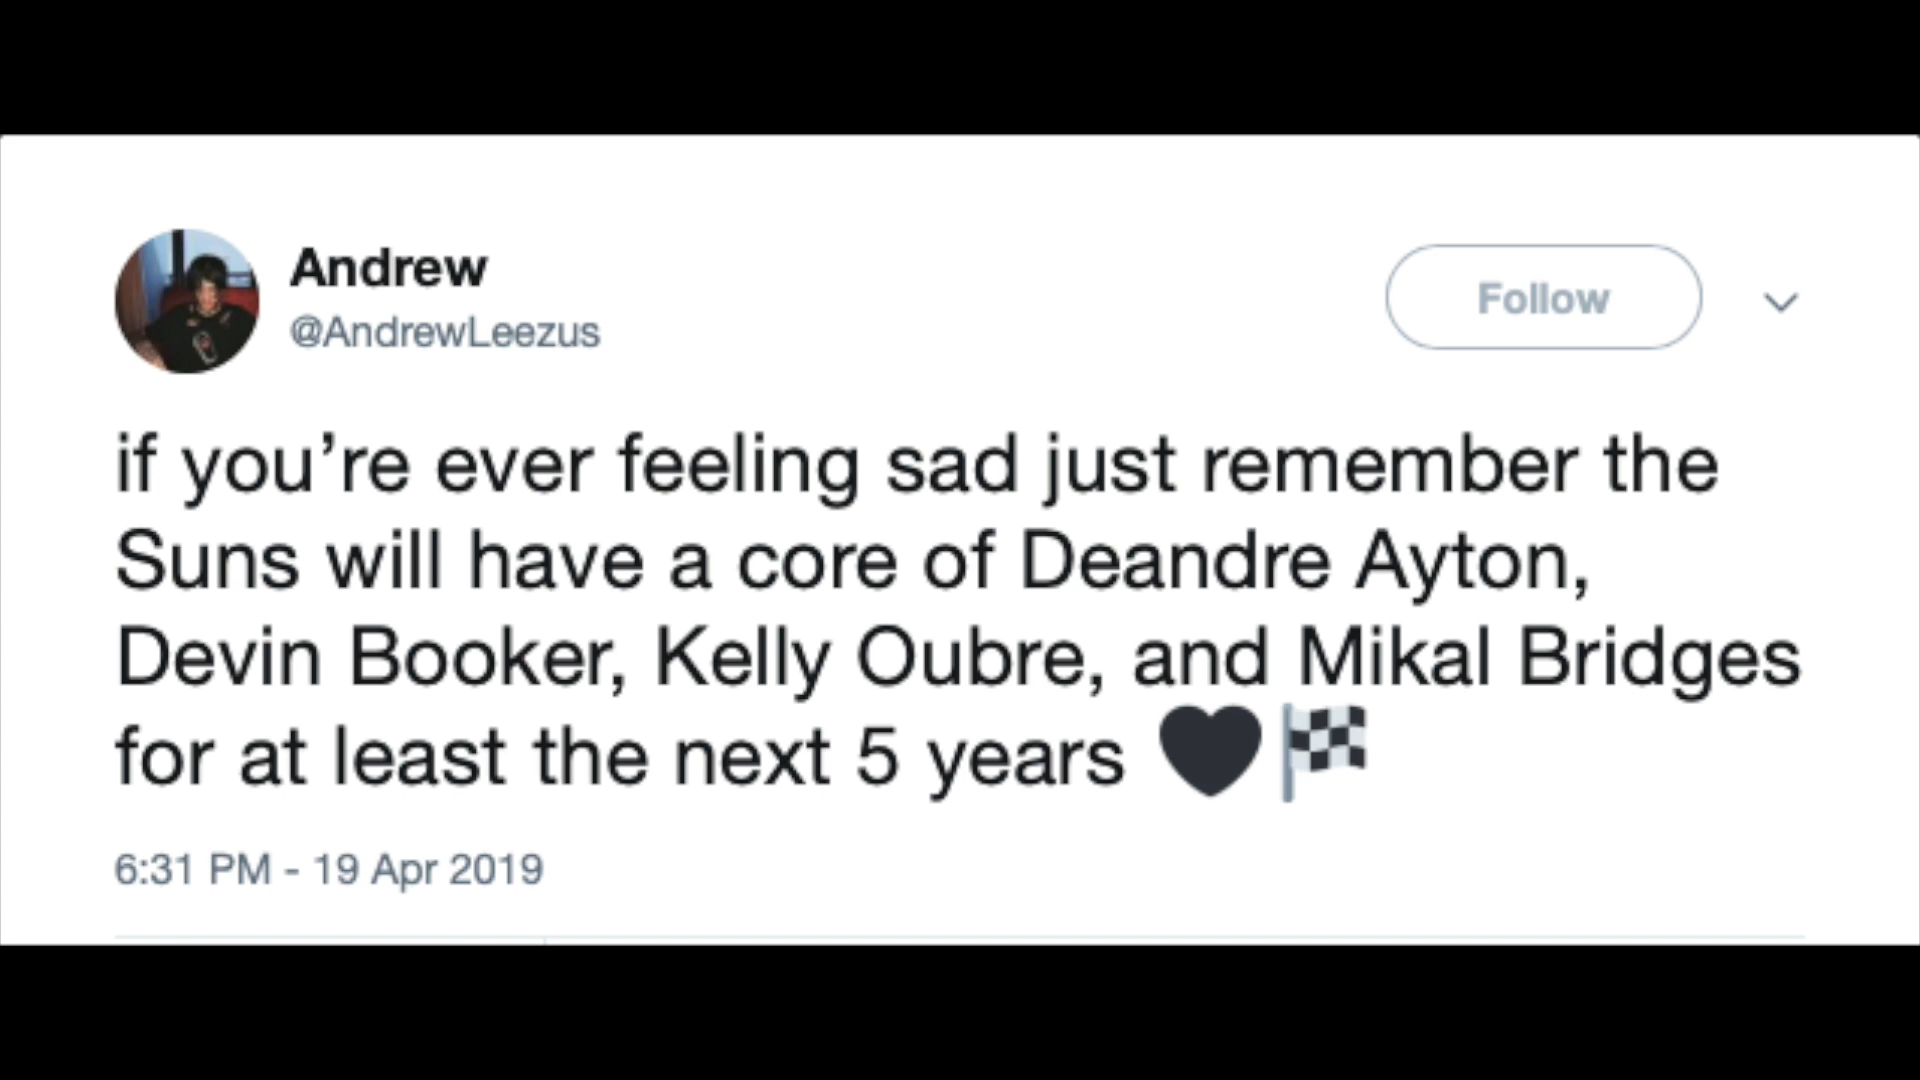 Andrew
@AndrewLeezus
Follow
if you’re ever feeling sad just remember the
Suns will have a core of Deandre Ayton,
Devin Booker, Kelly Oubre, and Mikal Bridges
for at least the next 5 years 🖤🏁
6:31 PM - 19 Apr 2019